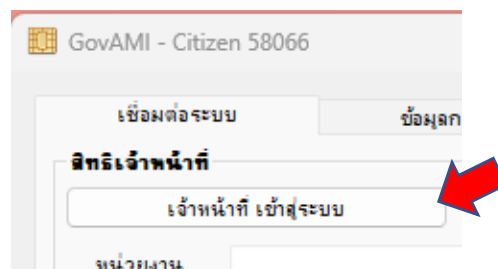 GovAMI - Citizen 58066
เชื่อมต่อระบบ ข้อมูลก
สิทธิเจ้าหน้าที่
เจ้าหน้าที่ เข้าสู่ระบบ
หน่วยงาน